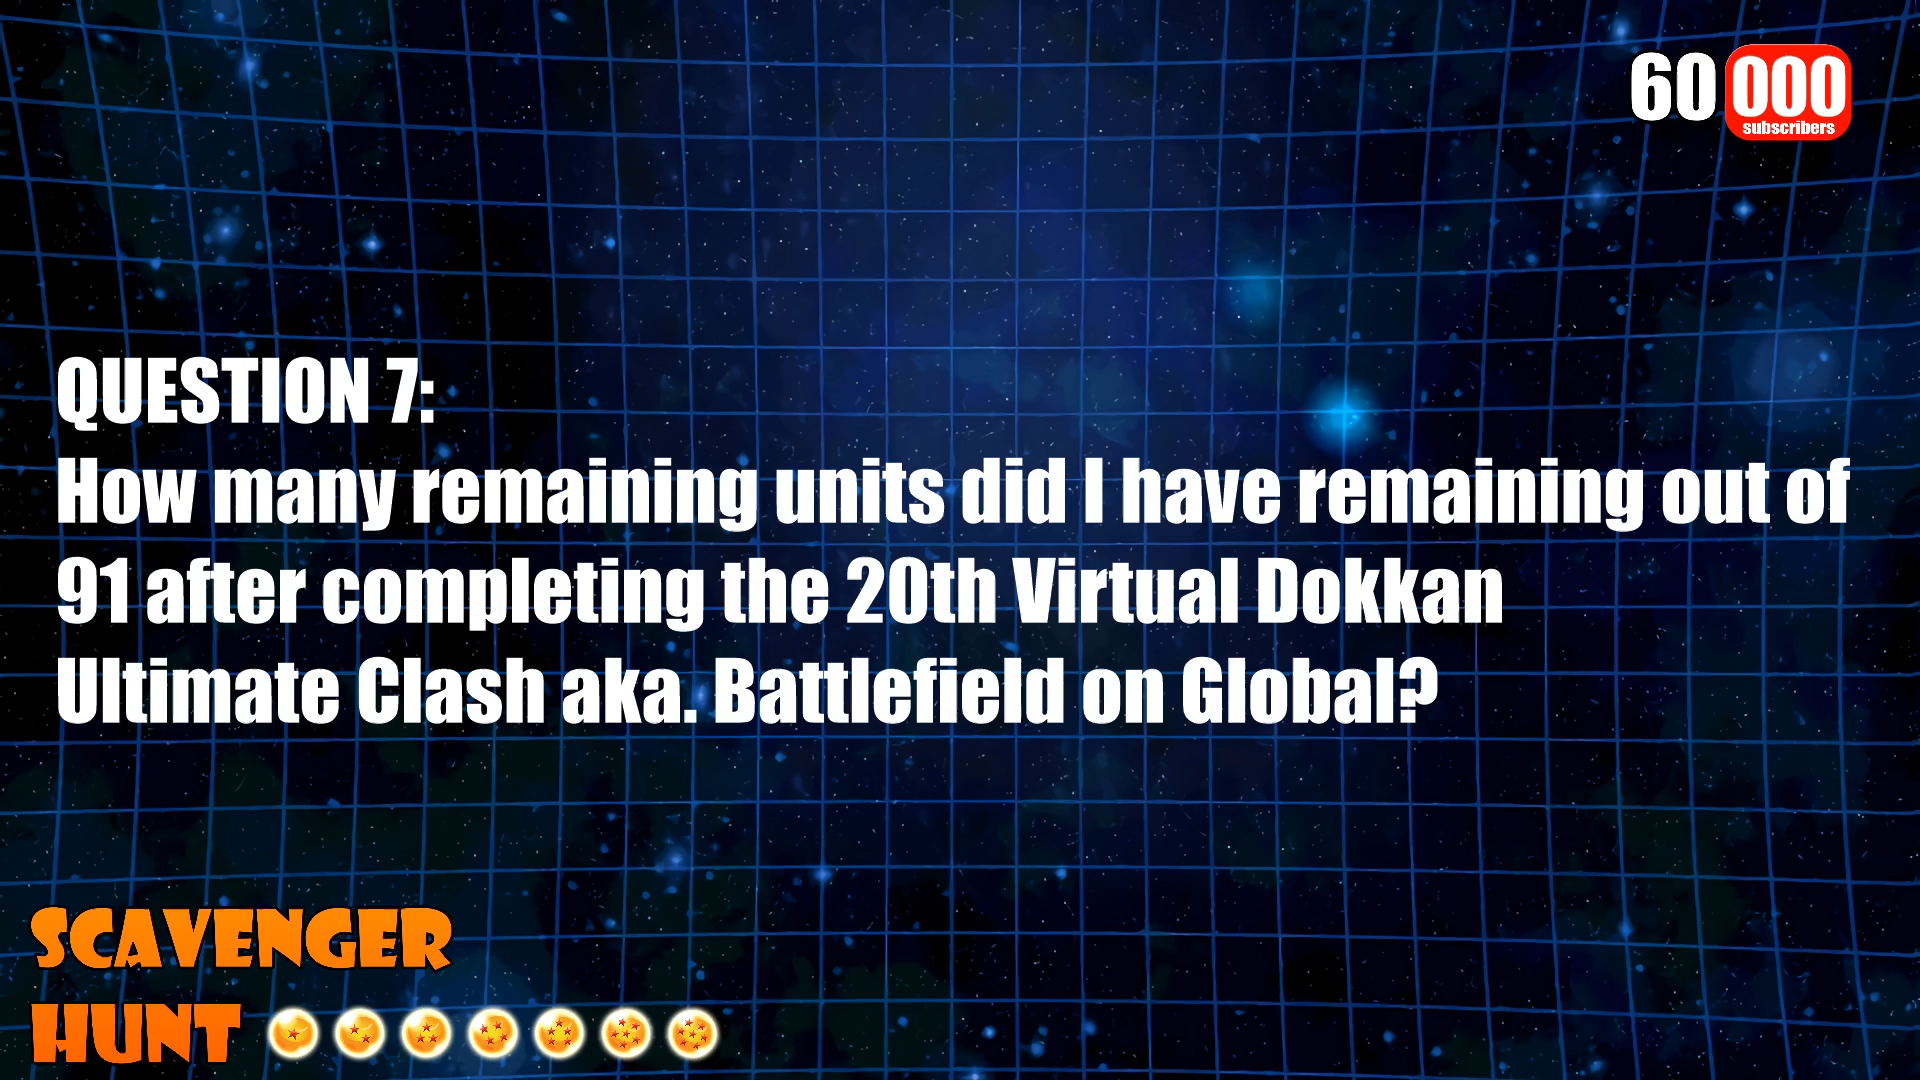 60 000
subscribers
QUESTION 7:
How many remaining units did I have remaining out of
91 after completing the 20th Virtual Dokkan
Ultimate Clash aka. Battlefield on Global?
SCAVENGER
HUNT